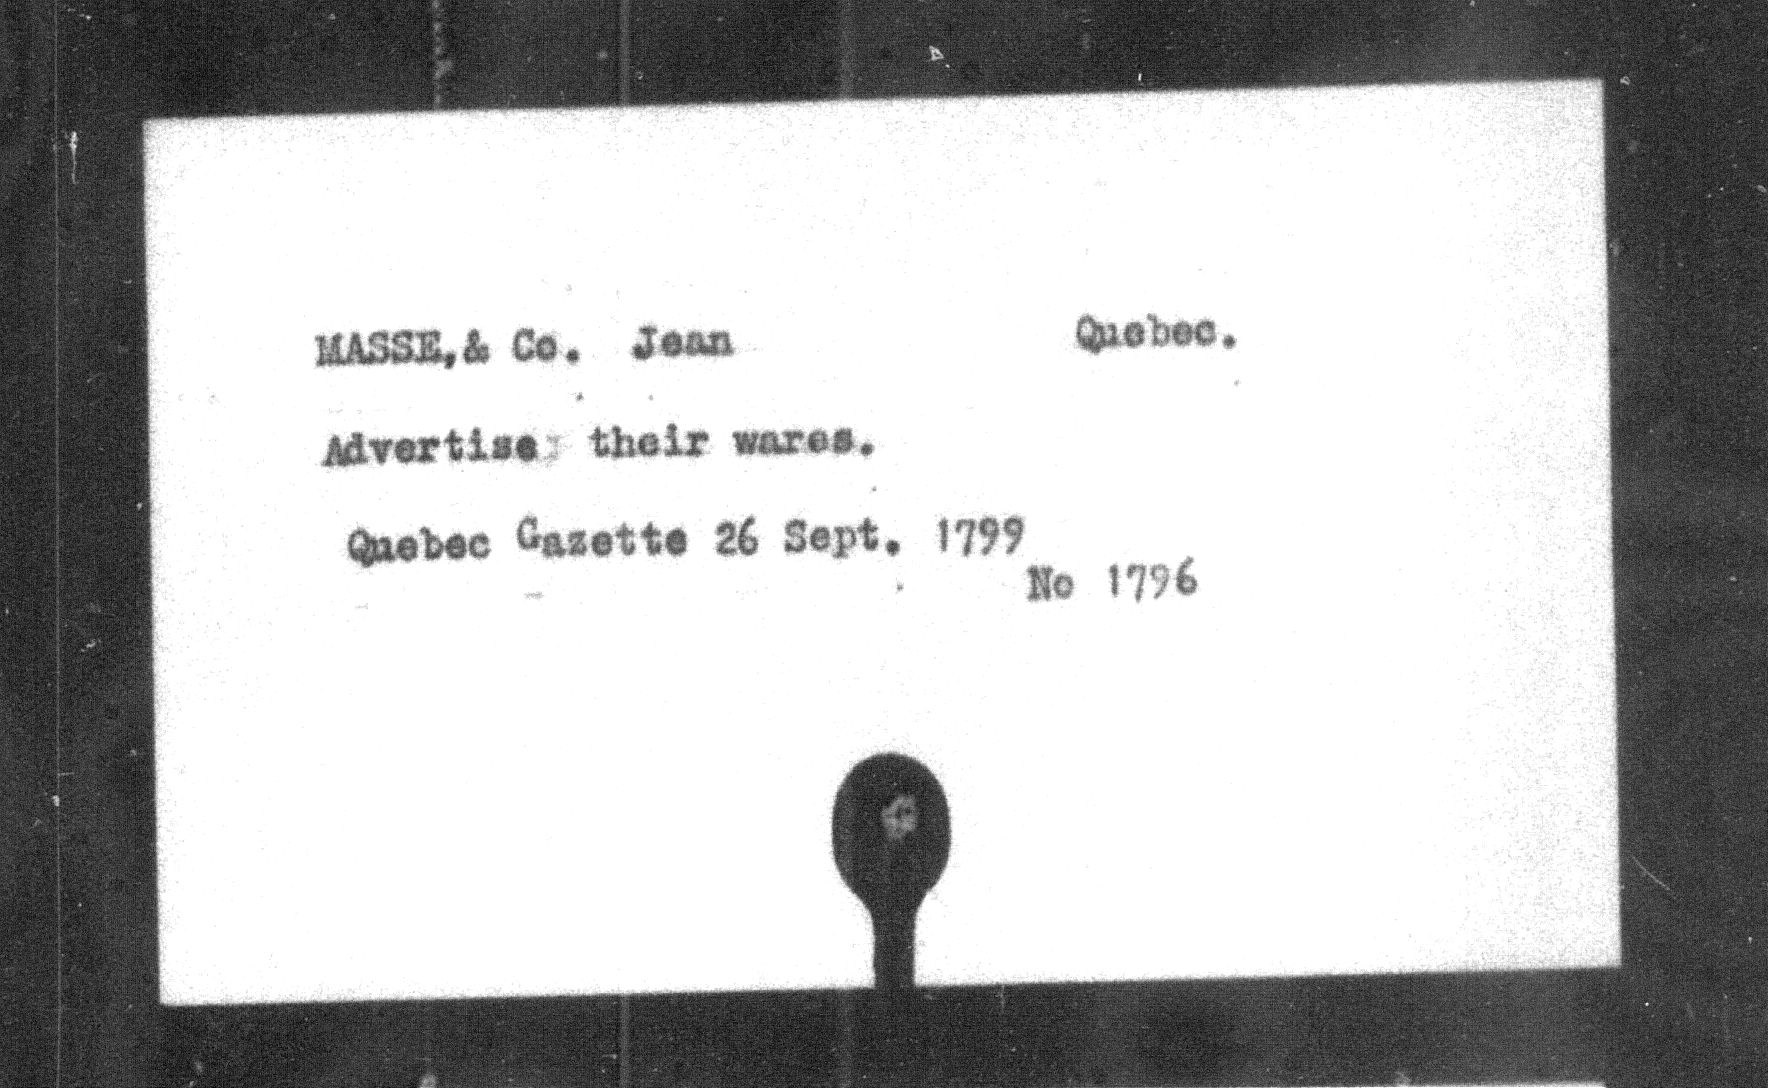 MASSE,& Co. Jean Quebec.
Advertise their wares.
Quebec Gazette 26 Sept. 1799
No 1796